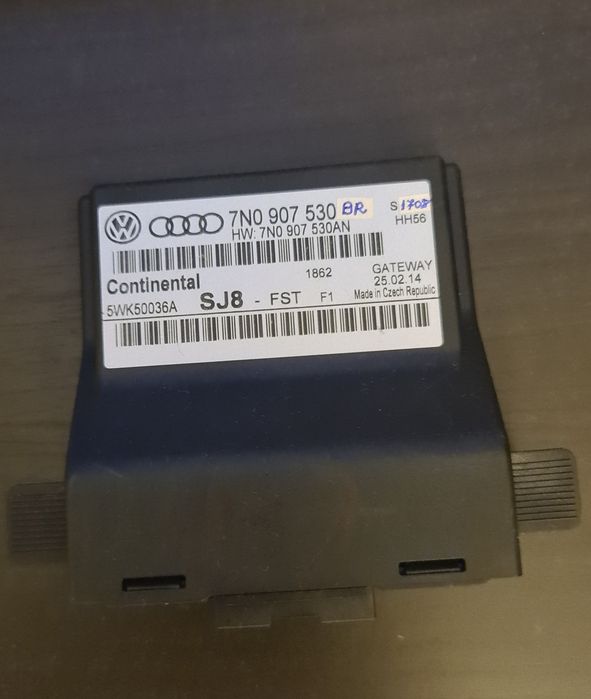 7N0 907 530 BR S1708
HW: 7N0 907 530AN HH56
Continental 1862 GATEWAY
25.02.14
5WK50036A SJ8 - FST F1 Made in Czech Republic